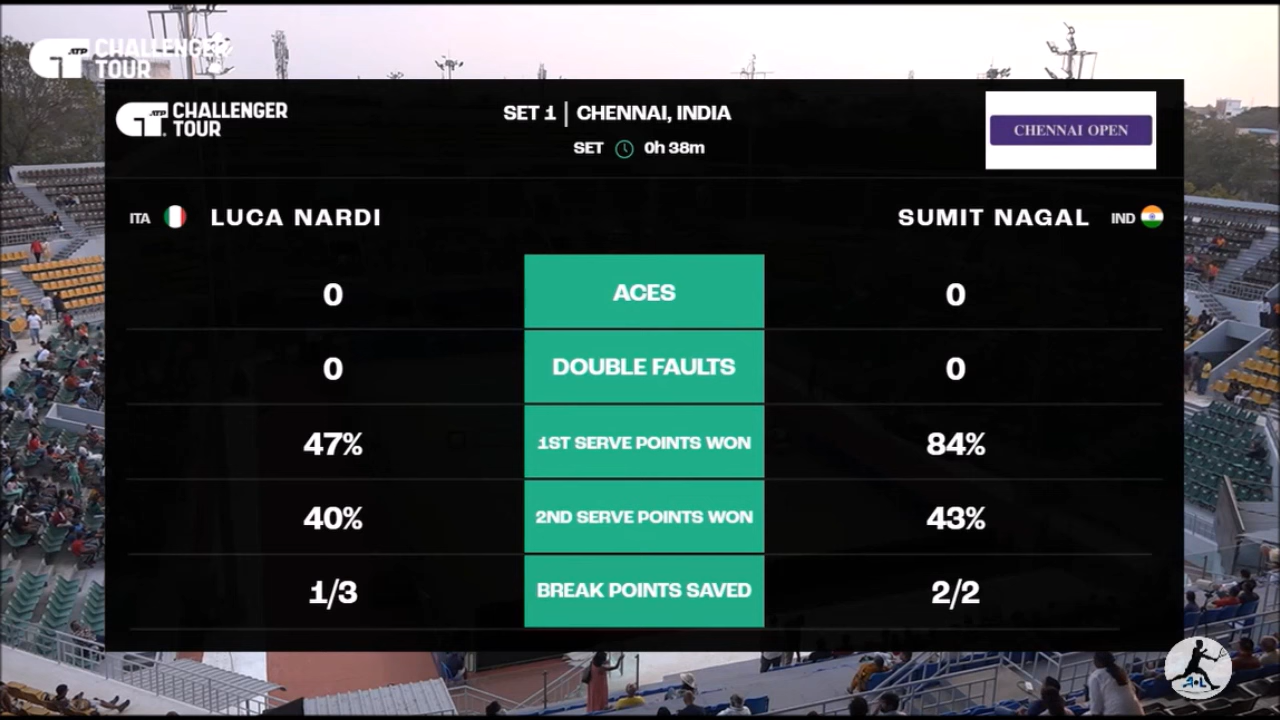 ATP CHALLENGER
TOUR
ATP CHALLENGER
TOUR
SET 1 | CHENNAI, INDIA
SET 0h 38m
CHENNAI OPEN
ITA LUCA NARDI
SUMIT NAGAL IND
0 ACES 0
0 DOUBLE FAULTS 0
47% 1ST SERVE POINTS WON 84%
40% 2ND SERVE POINTS WON 43%
1/3 BREAK POINTS SAVED 2/2